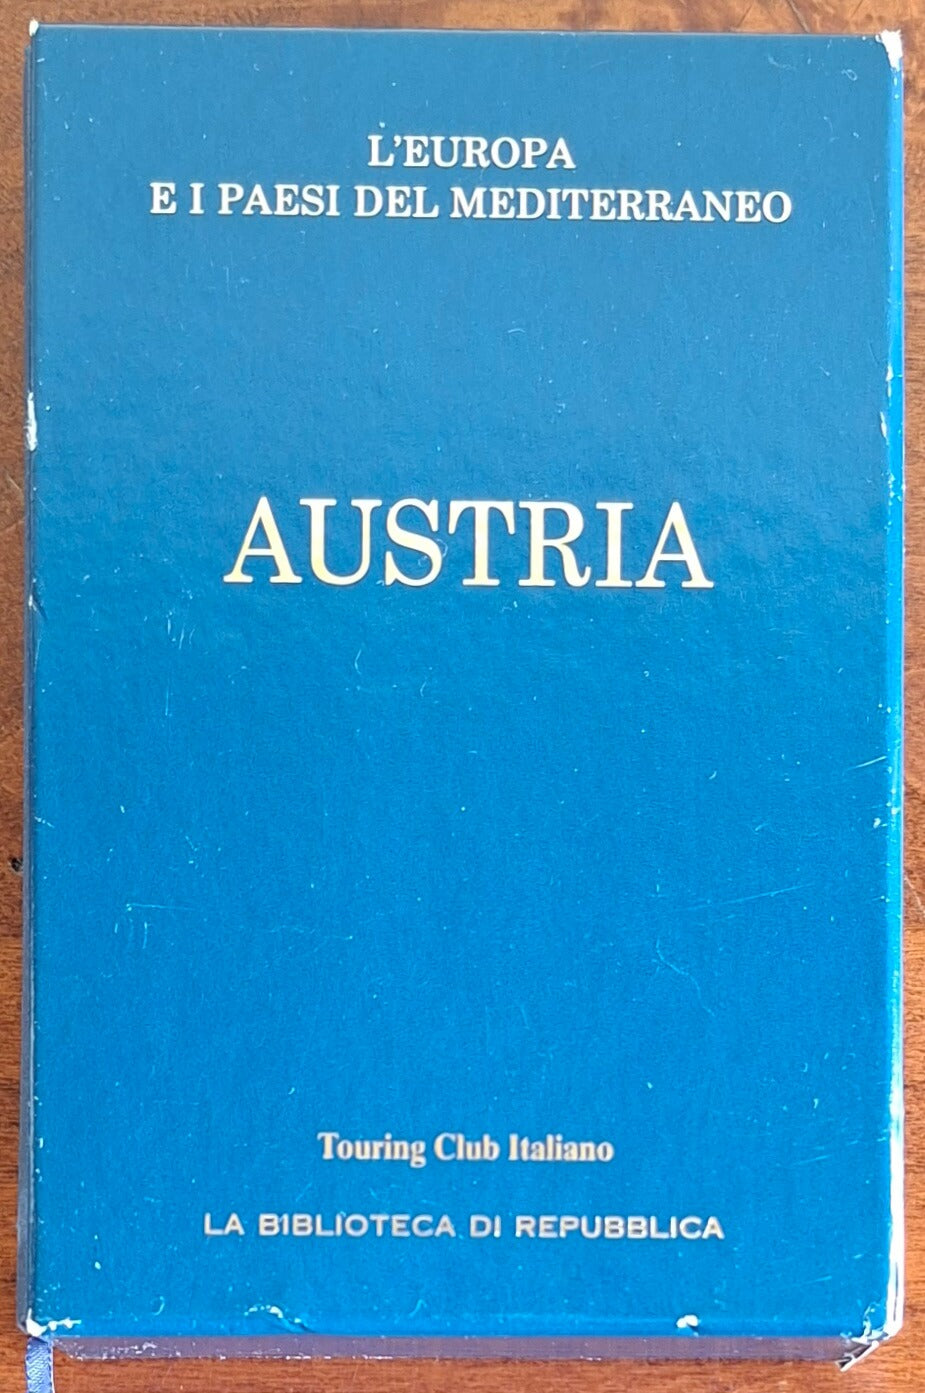 L'EUROPA
E I PAESI DEL MEDITERRANEO
AUSTRIA
Touring Club Italiano
LA BIBLIOTECA DI REPUBBLICA